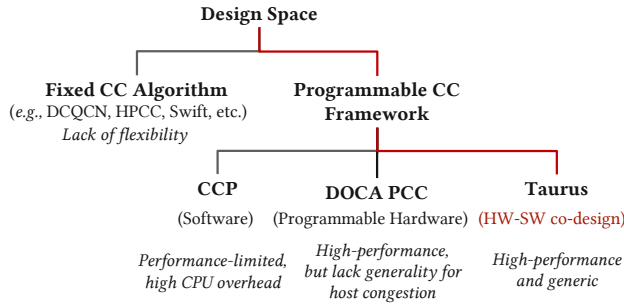 Design Space
Fixed CC Algorithm
(e.g., DCQCN, HPCC, Swift, etc.)
Lack of flexibility
Programmable CC
Framework
CCP
(Software)
Performance-limited,
high CPU overhead
DOCA PCC
(Programmable Hardware)
High-performance,
but lack generality for
host congestion
Taurus
(HW-SW co-design)
High-performance
and generic